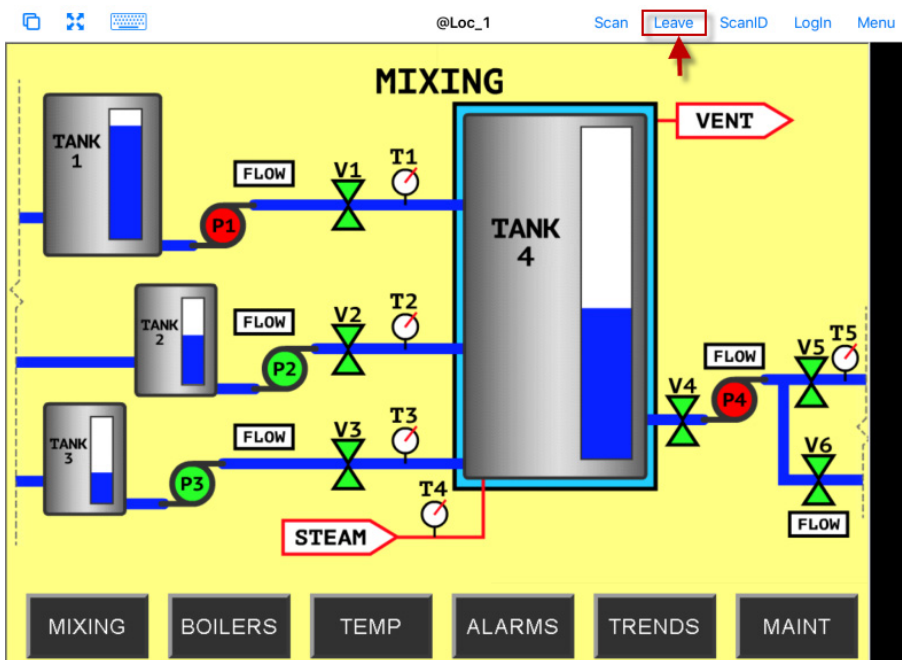 @Loc_1 Scan Leave ScanID LogIn Menu
MIXING
VENT
TANK
1
FLOW
V1
T1
P1
TANK
4
TANK
2
FLOW
V2
T2
P2
TANK
3
FLOW
V3
T3
P3
T4
STEAM
V4
FLOW
P4
V5
T5
V6
FLOW
MIXING BOILERS TEMP ALARMS TRENDS MAINT